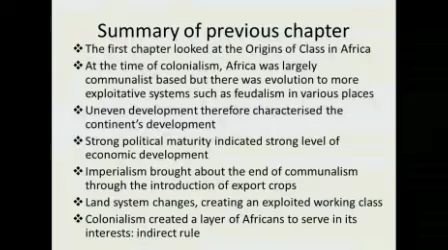 Summary of previous chapter
❖ The first chapter looked at the Origins of Class in Africa
❖ At the time of colonialism, Africa was largely
communalist based but there was evolution to more
exploitative systems such as feudalism in various places
❖ Uneven development therefore characterised the
continent's development
❖ Strong political maturity indicated strong level of
economic development
❖ Imperialism brought about the end of communalism
through the introduction of export crops
❖ Land system changes, creating an exploited working class
❖ Colonialism created a layer of Africans to serve in its
interests: indirect rule